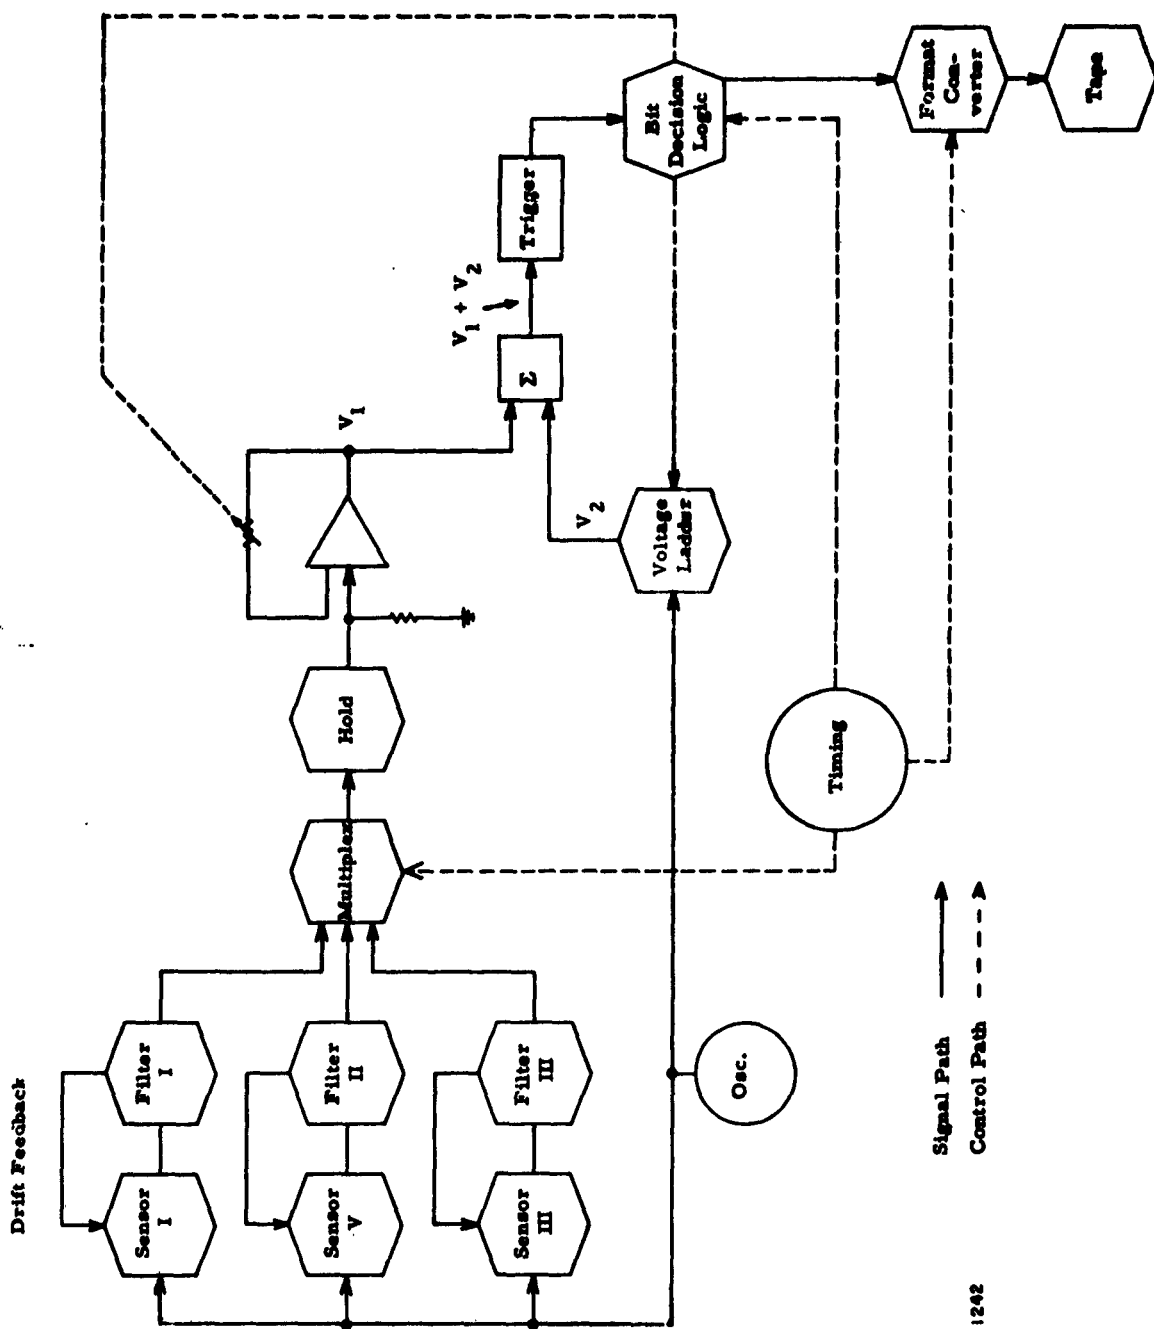 Drift Feedback
Sensor
I
Filter
I
Sensor
V
Filter
II
Sensor
III
Filter
III
Multiplex
Hold
V1
Σ
V1 + V2
Trigger
V2
Voltage
Ladder
Bit
Decision
Logic
Osc.
Timing
Format
Con-
verter
Tape
Signal Path
Control Path
1242